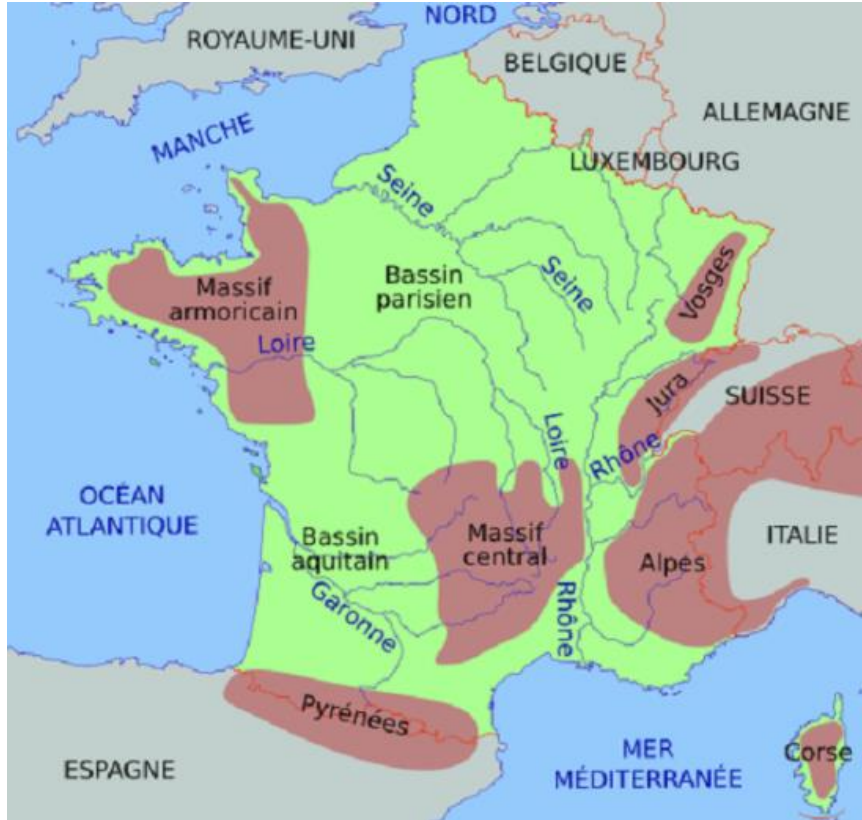 NORD
ROYAUME-UNI
BELGIQUE
ALLEMAGNE
MANCHE
LUXEMBOURG
Seine
Vosges
Bassin
parisien
Seine
Massif
armoricain
Loire
Jura
SUISSE
Loire
Rhône
OCÉAN
ATLANTIQUE
Bassin
aquitain
Massif
central
ITALIE
Alpes
Garonne
Rhône
Pyrénées
ESPAGNE
MER
MÉDITERRANÉE
Corse